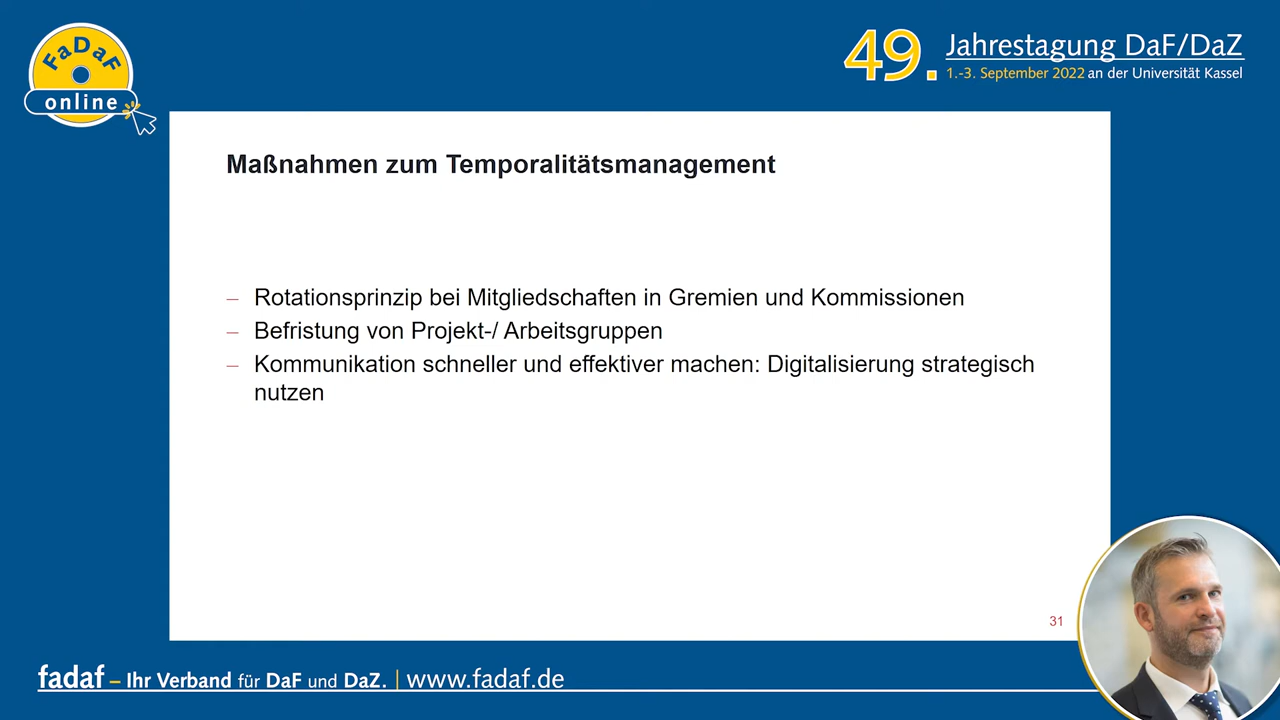 FaDaF
online
49. Jahrestagung DaF/DaZ
1.-3. September 2022 an der Universität Kassel
Maßnahmen zum Temporalitätsmanagement
– Rotationsprinzip bei Mitgliedschaften in Gremien und Kommissionen
– Befristung von Projekt-/ Arbeitsgruppen
– Kommunikation schneller und effektiver machen: Digitalisierung strategisch
nutzen
31
fadaf – Ihr Verband für DaF und DaZ. | www.fadaf.de